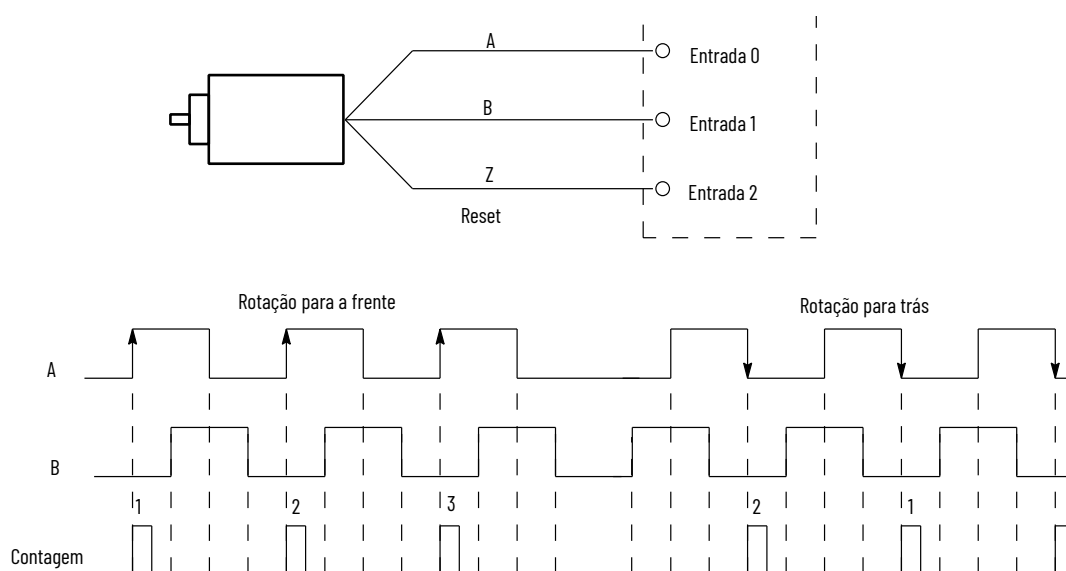 A
Entrada 0
B
Entrada 1
Z
Entrada 2
Reset
Rotação para a frente
Rotação para trás
A
B
1 2 3 2 1
Contagem